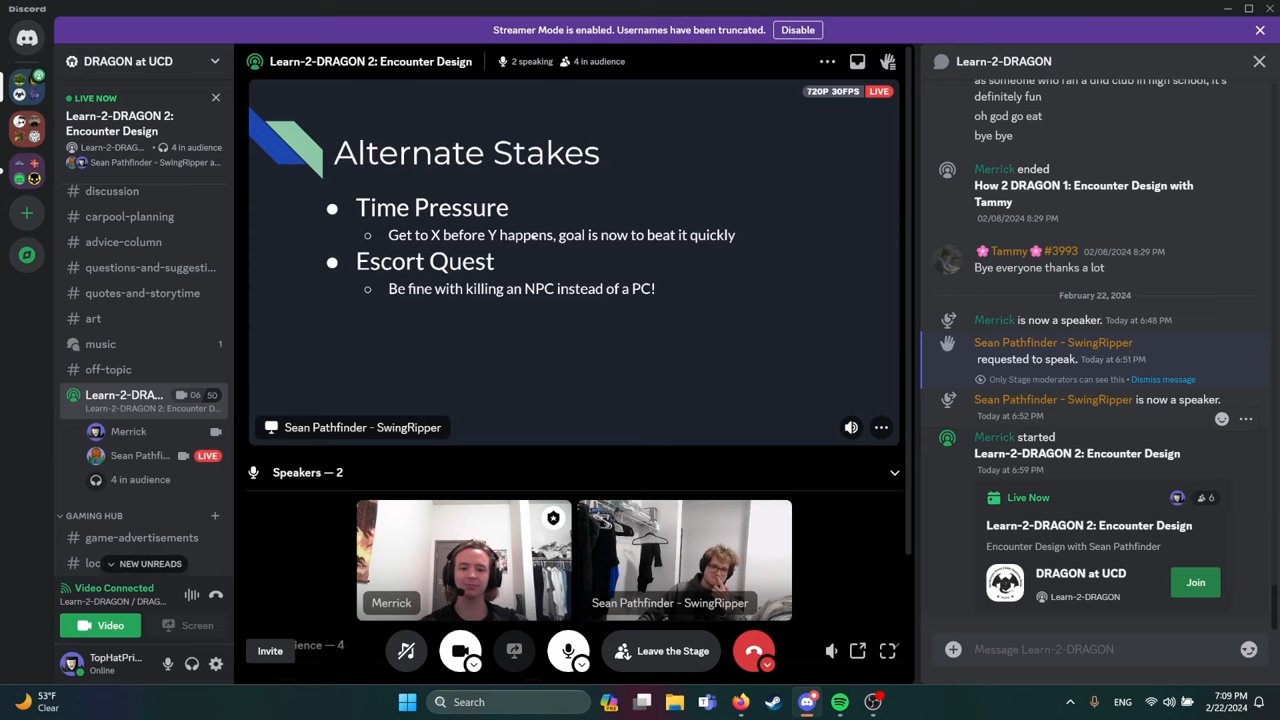 Discord
Streamer Mode is enabled. Usernames have been truncated.
Disable
DRAGON at UCD
LIVE NOW
Learn-2-DRAGON 2:
Encounter Design
Learn-2-DRAG...
4 in audience
Sean Pathfinder - SwingRipper a...
discussion
carpool-planning
advice-column
questions-and-suggesti...
quotes-and-storytime
art
music
1
off-topic
Learn-2-DRA...
06
50
Learn-2-DRAGON 2: Encounter D...
Merrick
Sean Pathfi...
LIVE
4 in audience
GAMING HUB
game-advertisements
NEW UNREADS
Video Connected
Learn-2-DRAGON / DRAG...
Video
Screen
TopHatPri...
Online
Learn-2-DRAGON 2: Encounter Design
2 speaking
4 in audience
720P 30FPS
LIVE
Alternate Stakes
Time Pressure
Get to X before Y happens, goal is now to beat it quickly
Escort Quest
Be fine with killing an NPC instead of a PC!
Sean Pathfinder - SwingRipper
Speakers — 2
Merrick
Sean Pathfinder - SwingRipper
Invite
dience — 4
Leave the Stage
Learn-2-DRAGON
as someone who ran a dnd club in high school, it's
definitely fun
oh god go eat
bye bye
Merrick ended
How 2 DRAGON 1: Encounter Design with
Tammy
02/08/2024 8:29 PM
🌸Tammy🌸#3993 02/08/2024 8:29 PM
Bye everyone thanks a lot
February 22, 2024
Merrick is now a speaker. Today at 6:48 PM
Sean Pathfinder - SwingRipper
requested to speak. Today at 6:51 PM
Only Stage moderators can see this • Dismiss message
Sean Pathfinder - SwingRipper is now a speaker.
Today at 6:52 PM
Merrick started
Learn-2-DRAGON 2: Encounter Design
Today at 6:59 PM
Live Now
6
Learn-2-DRAGON 2: Encounter Design
Encounter Design with Sean Pathfinder
DRAGON at UCD
Learn-2-DRAGON
Join
Message Learn-2-DRAGON
53°F
Clear
Search
ENG
7:09 PM
2/22/2024